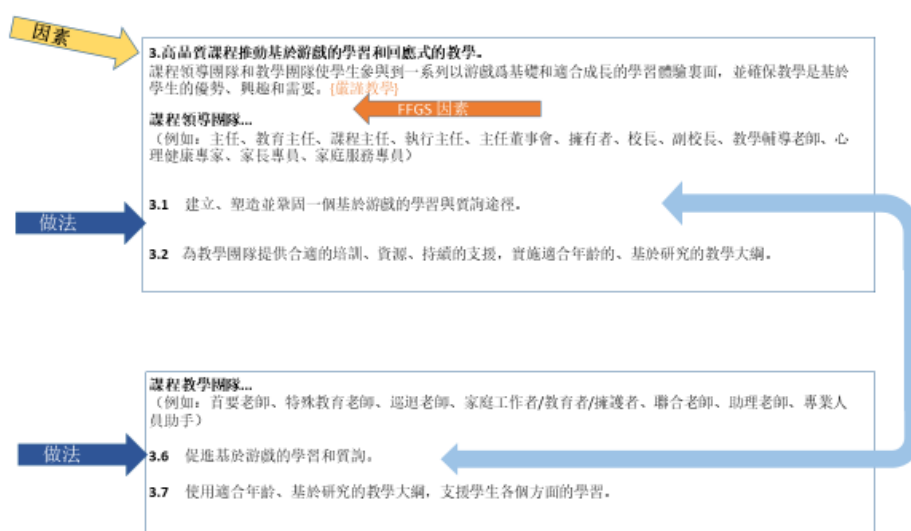 因素
3.高品質課程推動基於游戲的學習和回應式的教學。
課程領導團隊和教學團隊使學生參與到一系列以游戲爲基礎和適合成長的學習體驗裏面，並確保教學是基於
學生的優勢、興趣和需要。{嚴謹教學}
FFGS 因素
課程領導團隊...
（例如：主任、教育主任、課程主任、執行主任、主任董事會、擁有者、校長、副校長、教學輔導老師、心
理健康專家、家長專員、家庭服務專員）
3.1 建立、塑造並鞏固一個基於游戲的學習與質詢途徑。
做法
3.2 為教學團隊提供合適的培訓、資源、持續的支援，實施適合年齡的、基於研究的教學大綱。
課程教學團隊...
（例如：首要老師、特殊教育老師、巡迴老師、家庭工作者/教育者/擁護者、聯合老師、助理老師、專業人
員助手）
做法
3.6 促進基於游戲的學習和質詢。
3.7 使用適合年齡、基於研究的教學大綱，支援學生各個方面的學習。